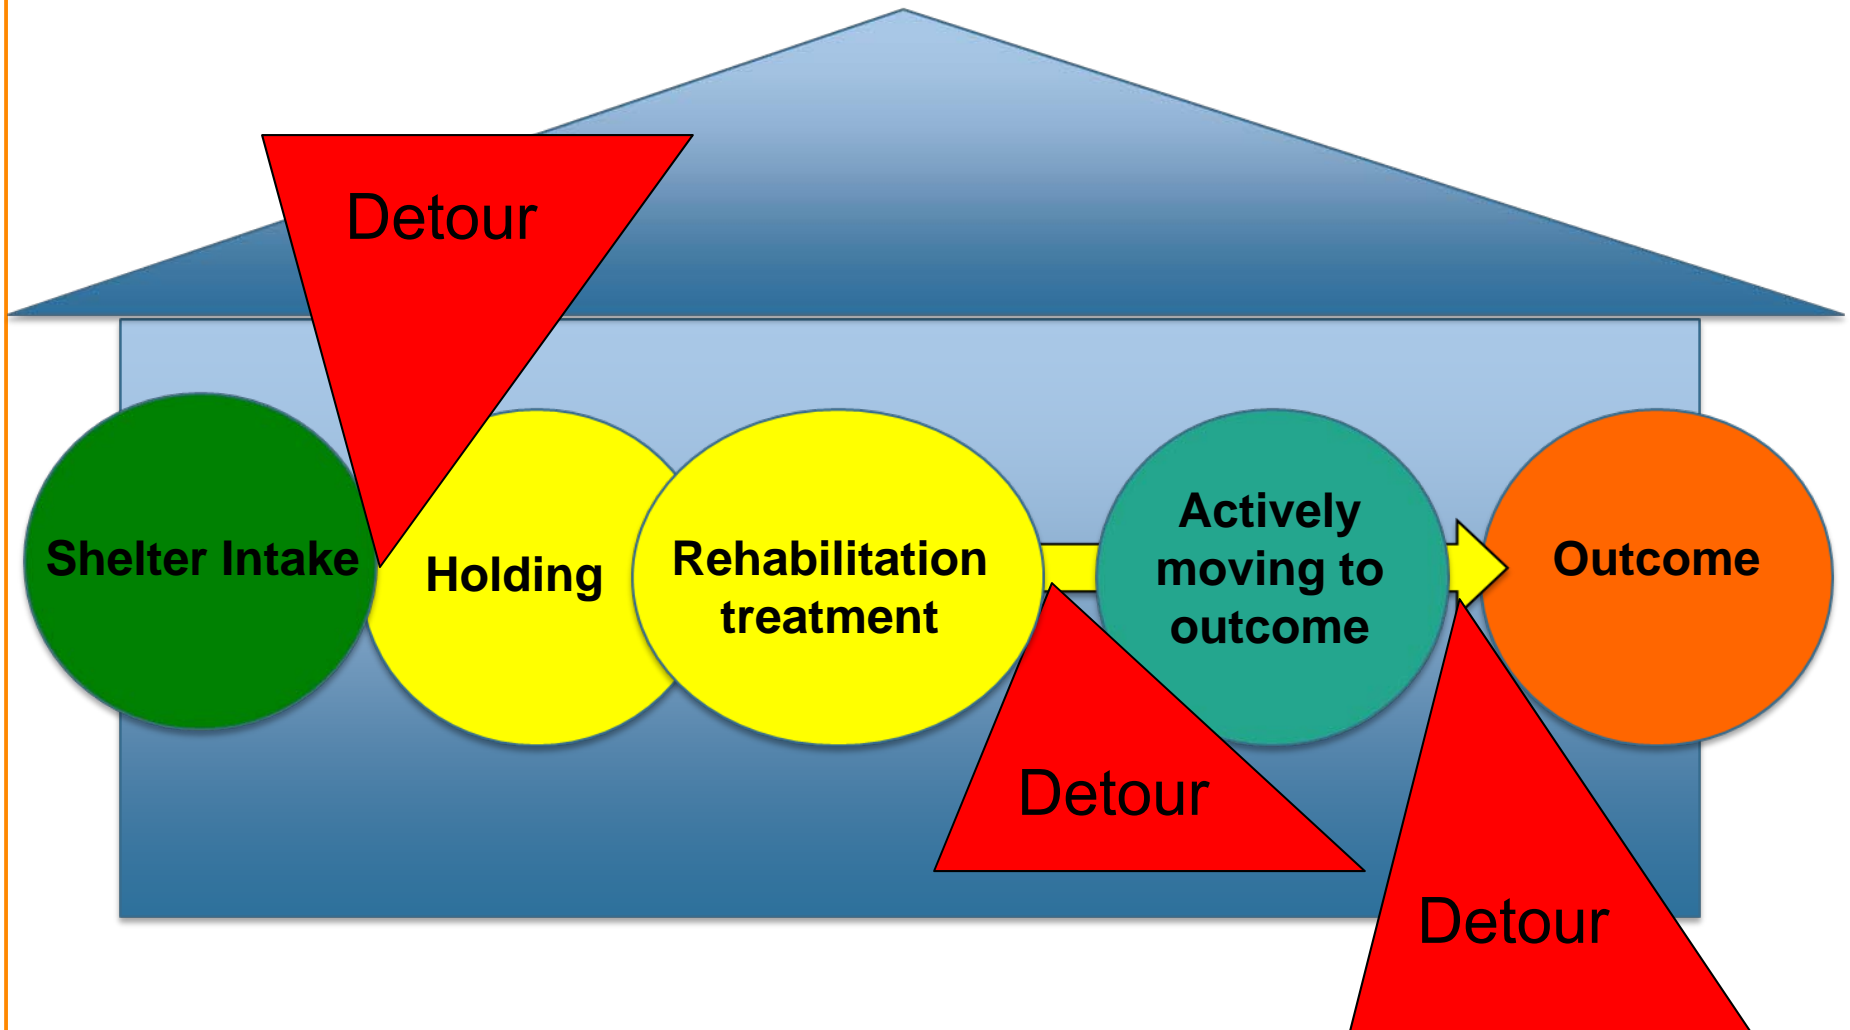 Detour
Shelter Intake
Holding
Rehabilitation
treatment
Actively
moving to
outcome
Outcome
Detour
Detour